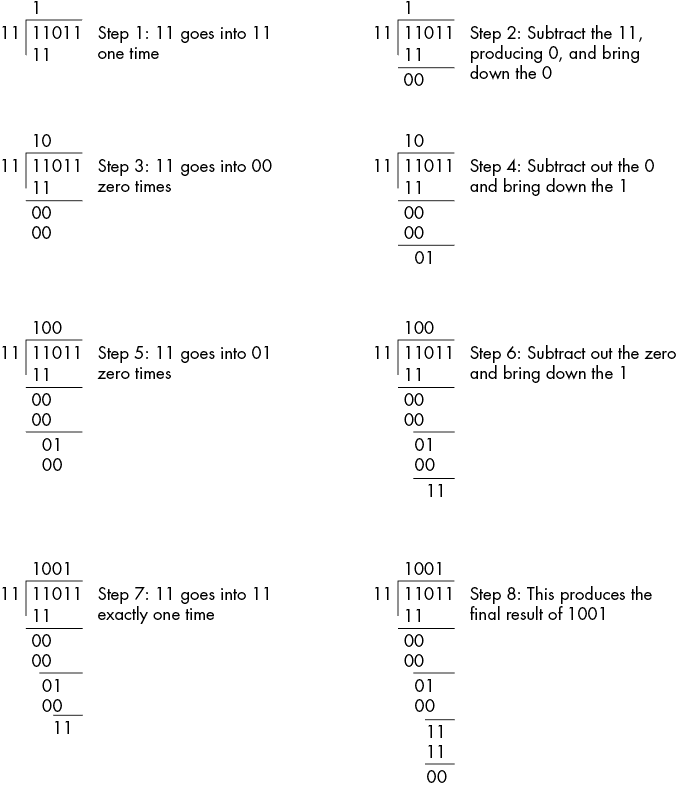 1
11 11011 Step 1: 11 goes into 11
11 one time
1
11 11011 Step 2: Subtract the 11,
11 producing 0, and bring
00 down the 0
10
11 11011 Step 3: 11 goes into 00
11 zero times
00
00
10
11 11011 Step 4: Subtract out the 0
11 and bring down the 1
00
00
01
100
11 11011 Step 5: 11 goes into 01
11 zero times
00
00
01
00
100
11 11011 Step 6: Subtract out the zero
11 and bring down the 1
00
00
01
00
11
1001
11 11011 Step 7: 11 goes into 11
11 exactly one time
00
00
01
00
11
1001
11 11011 Step 8: This produces the
11 final result of 1001
00
00
01
00
11
11
00